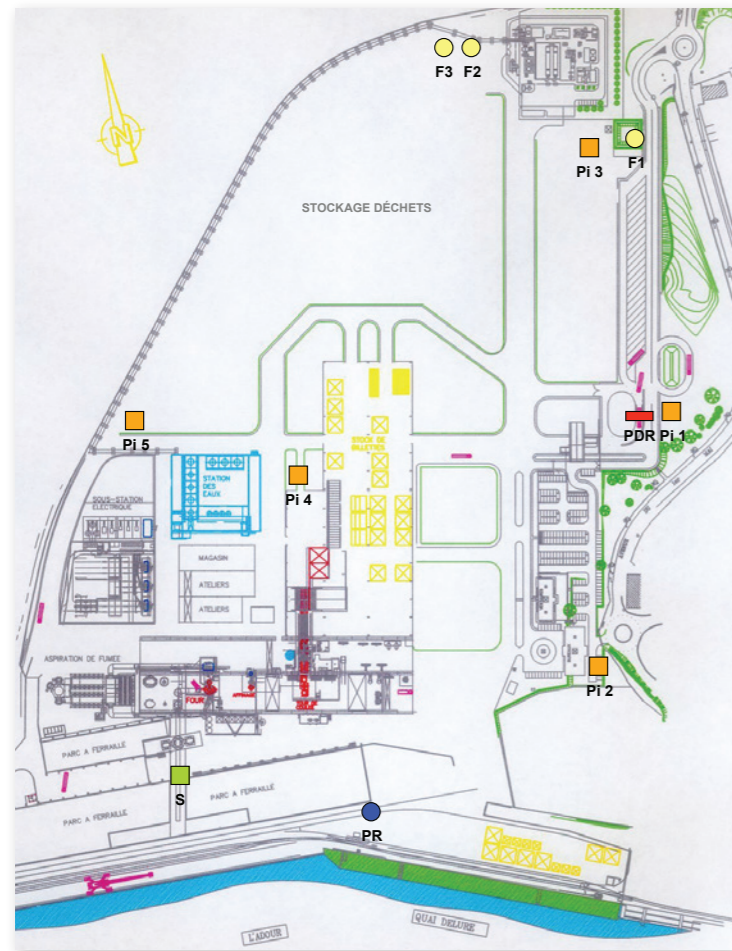 F3
F2
N
Pi 3
F1
STOCKAGE DÉCHETS
Pi 5
STOCK DE
BILLETTES
PDR
Pi 1
STATION
DES
EAUX
Pi 4
SOUS-STATION
ELECTRIQUE
MAGASIN
ATELIERS
ATELIERS
ASPIRATION DE FUMEE
FOUR
Pi 2
PARC A FERRAILLE
S
PARC A FERRAILLE
PARC A FERRAILLE
PR
L'ADOUR
QUAI DELURE